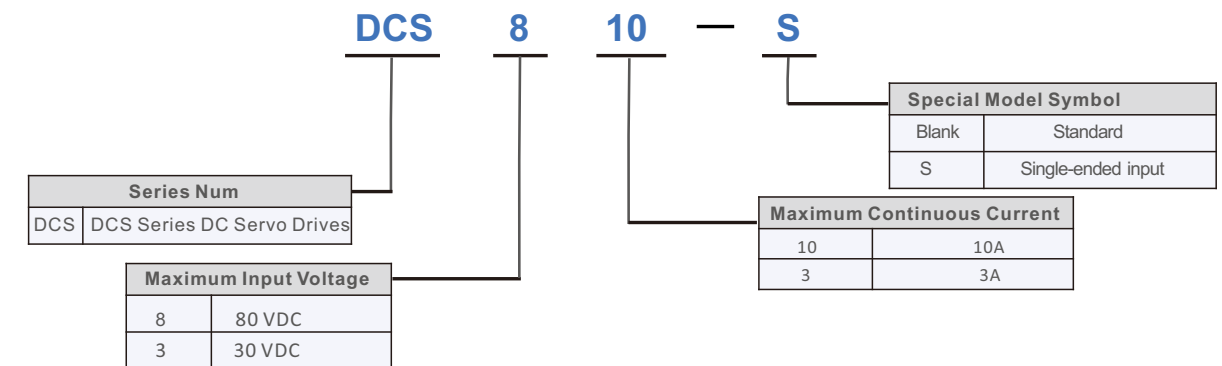 DCS 8 10 — S
Special Model Symbol
Blank Standard
S Single-ended input
Series Num
DCS DCS Series DC Servo Drives
Maximum Continuous Current
10 10A
3 3A
Maximum Input Voltage
8 80 VDC
3 30 VDC